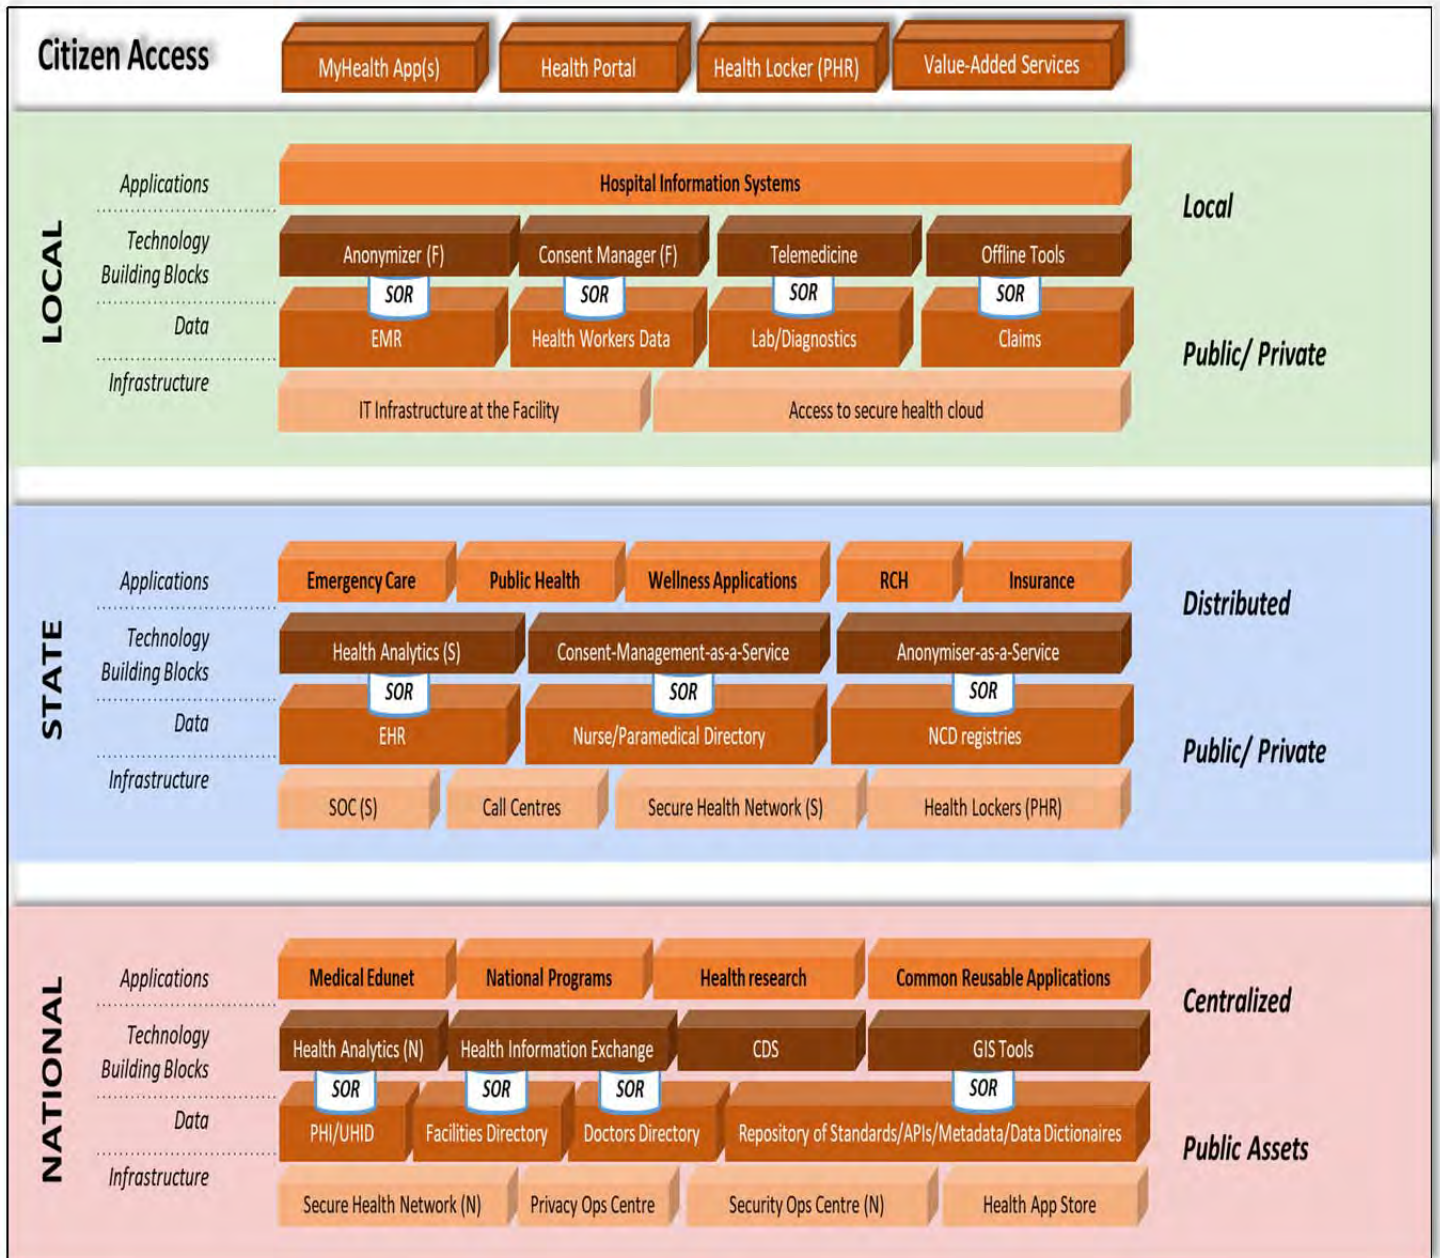 Citizen Access
MyHealth App(s)
Health Portal
Health Locker (PHR)
Value-Added Services
LOCAL
Applications
Hospital Information Systems
Local
Technology
Building Blocks
Anonymizer (F)
Consent Manager (F)
Telemedicine
Offline Tools
SOR
SOR
SOR
SOR
Data
EMR
Health Workers Data
Lab/Diagnostics
Claims
Public/ Private
Infrastructure
IT Infrastructure at the Facility
Access to secure health cloud
STATE
Applications
Emergency Care
Public Health
Wellness Applications
RCH
Insurance
Distributed
Technology
Building Blocks
Health Analytics (S)
Consent-Management-as-a-Service
Anonymiser-as-a-Service
SOR
SOR
SOR
Data
EHR
Nurse/Paramedical Directory
NCD registries
Public/ Private
Infrastructure
SOC (S)
Call Centres
Secure Health Network (S)
Health Lockers (PHR)
NATIONAL
Applications
Medical Edunet
National Programs
Health research
Common Reusable Applications
Centralized
Technology
Building Blocks
Health Analytics (N)
Health Information Exchange
CDS
GIS Tools
SOR
SOR
SOR
SOR
Data
PHI/UHID
Facilities Directory
Doctors Directory
Repository of Standards/APIs/Metadata/Data Dictionaires
Public Assets
Infrastructure
Secure Health Network (N)
Privacy Ops Centre
Security Ops Centre (N)
Health App Store